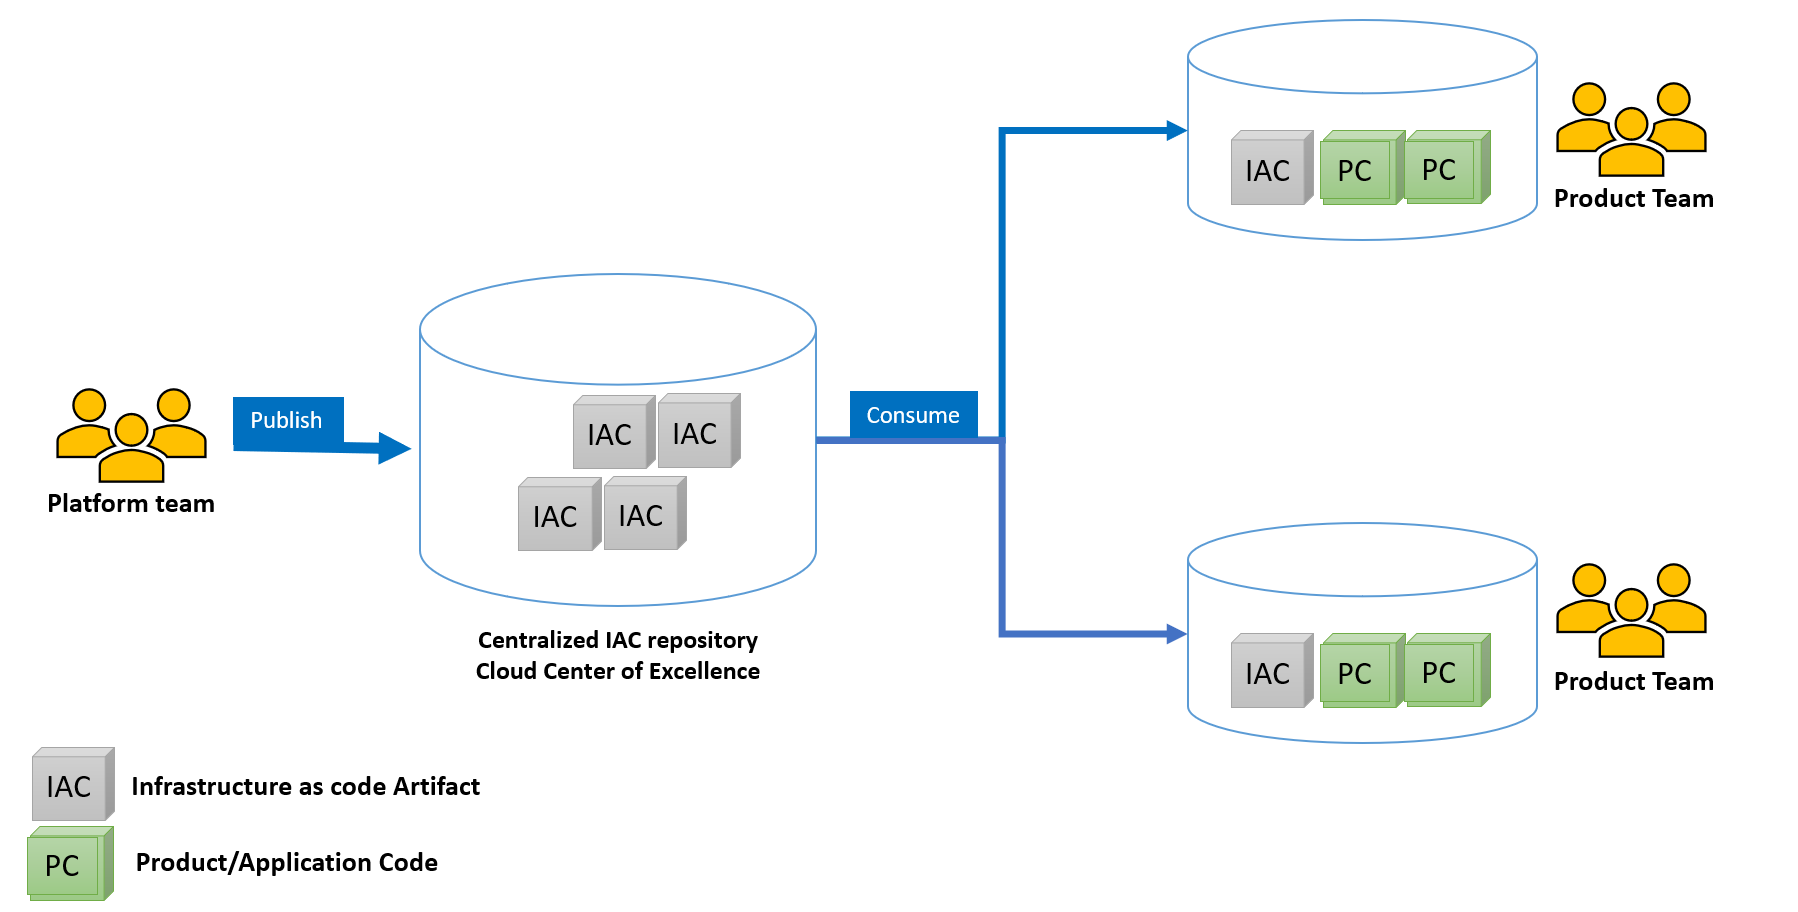 IAC
PC
PC
Product Team
Publish
Platform team
IAC
IAC
IAC
IAC
Consume
Centralized IAC repository
Cloud Center of Excellence
IAC
PC
PC
Product Team
IAC
Infrastructure as code Artifact
PC
Product/Application Code